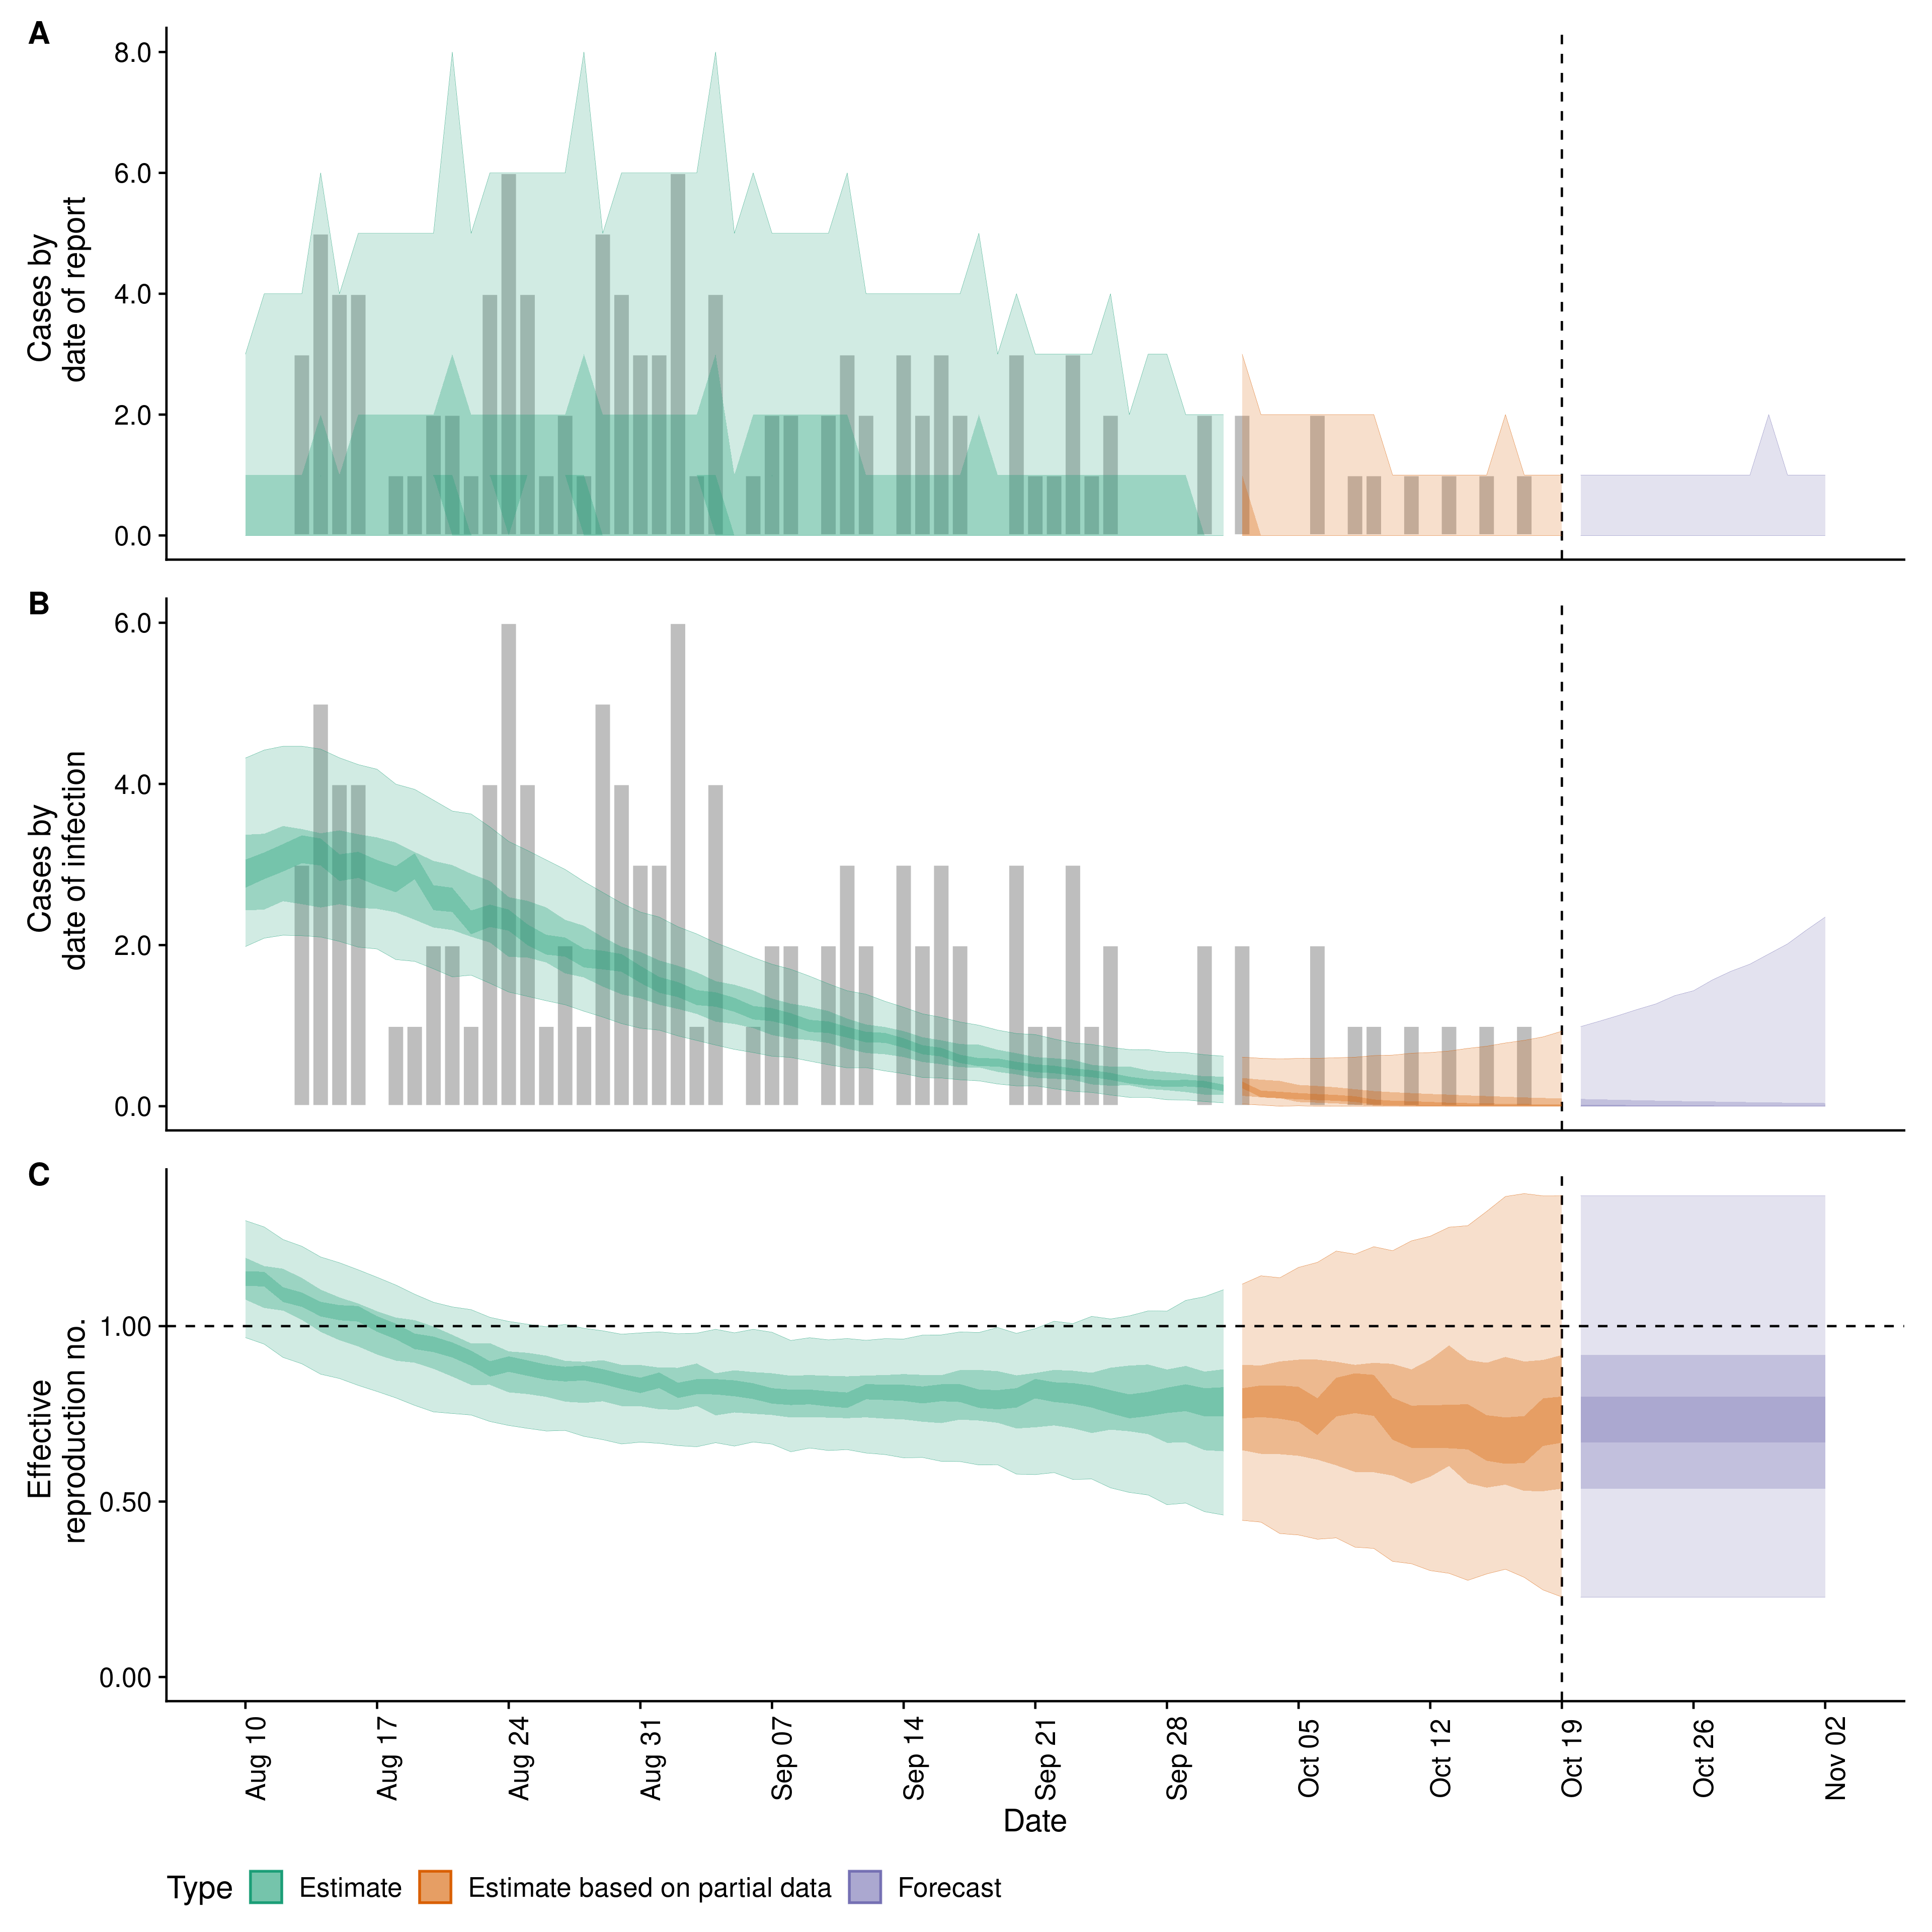 A
8.0
6.0
4.0
2.0
0.0
Cases by
date of report
B
6.0
4.0
2.0
0.0
Cases by
date of infection
C
1.00
0.50
0.00
Effective
reproduction no.
Aug 10
Aug 17
Aug 24
Aug 31
Sep 07
Sep 14
Sep 21
Sep 28
Oct 05
Oct 12
Oct 19
Oct 26
Nov 02
Date
Type Estimate Estimate based on partial data Forecast